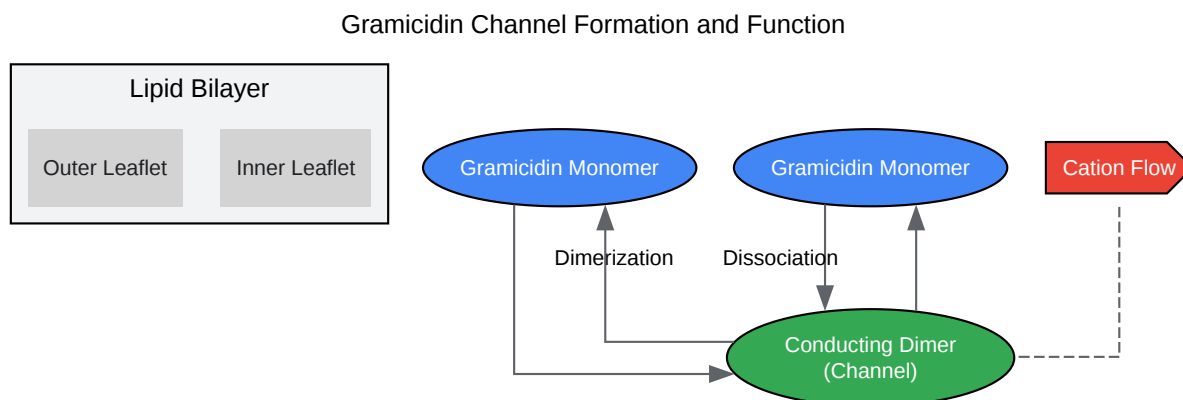 Gramicidin Channel Formation and Function
Lipid Bilayer
Outer Leaflet
Inner Leaflet
Gramicidin Monomer
Gramicidin Monomer
Cation Flow
Dimerization
Dissociation
Conducting Dimer
(Channel)